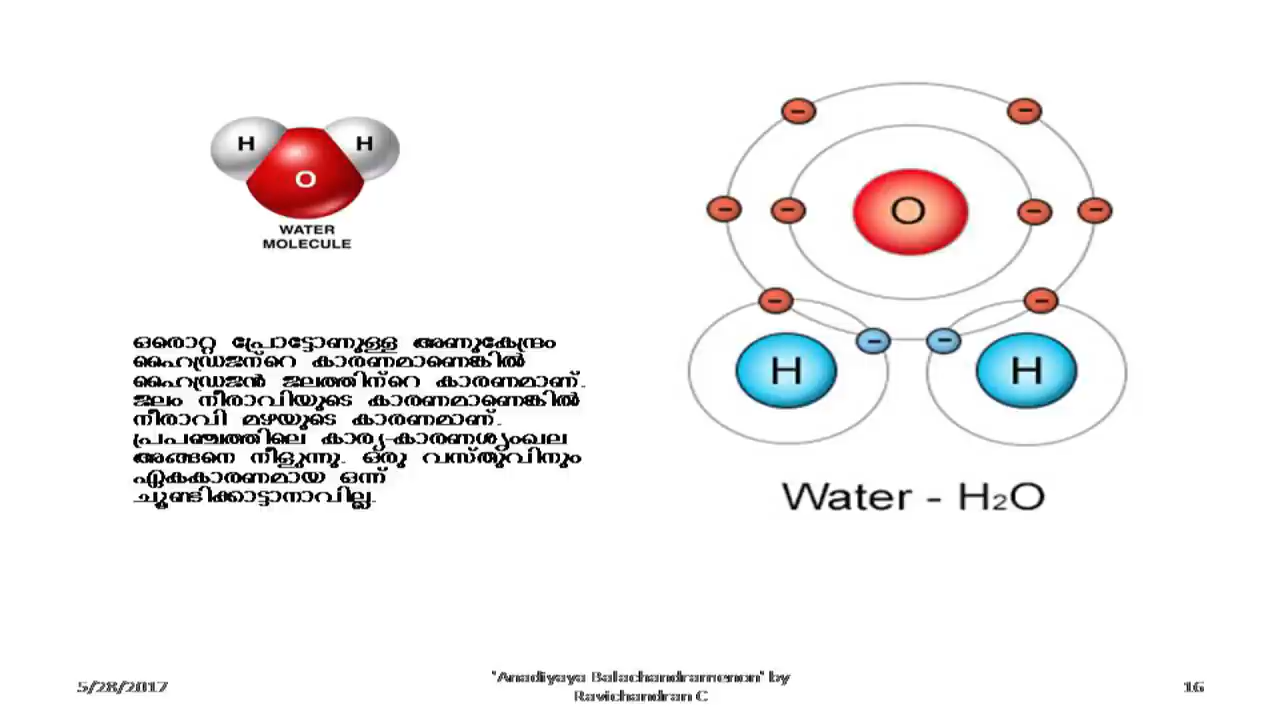 H H
O
WATER
MOLECULE
O
H H
Water - H₂O
ഒരൊറ്റ പ്രോട്ടോണുള്ള അണുകേന്ദ്രം
ഹൈഡ്രജന്റെ കാരണമാണെങ്കിൽ
ഹൈഡ്രജൻ ജലത്തിന്റെ കാരണമാണ്.
ജലം നീരാവിയുടെ കാരണമാണെങ്കിൽ
നീരാവി മഴയുടെ കാരണമാണ്.
പ്രപഞ്ചത്തിലെ കാര്യ-കാരണശൃംഖല
അങ്ങനെ നീളുന്നു. ഒരു വസ്തുവിനും
ഏകകാരണമായ ഒന്ന്
ചൂണ്ടിക്കാട്ടാനാവില്ല.
5/28/2017
'Anadiyaya Balachandramenon' by
Ravichandran C
16